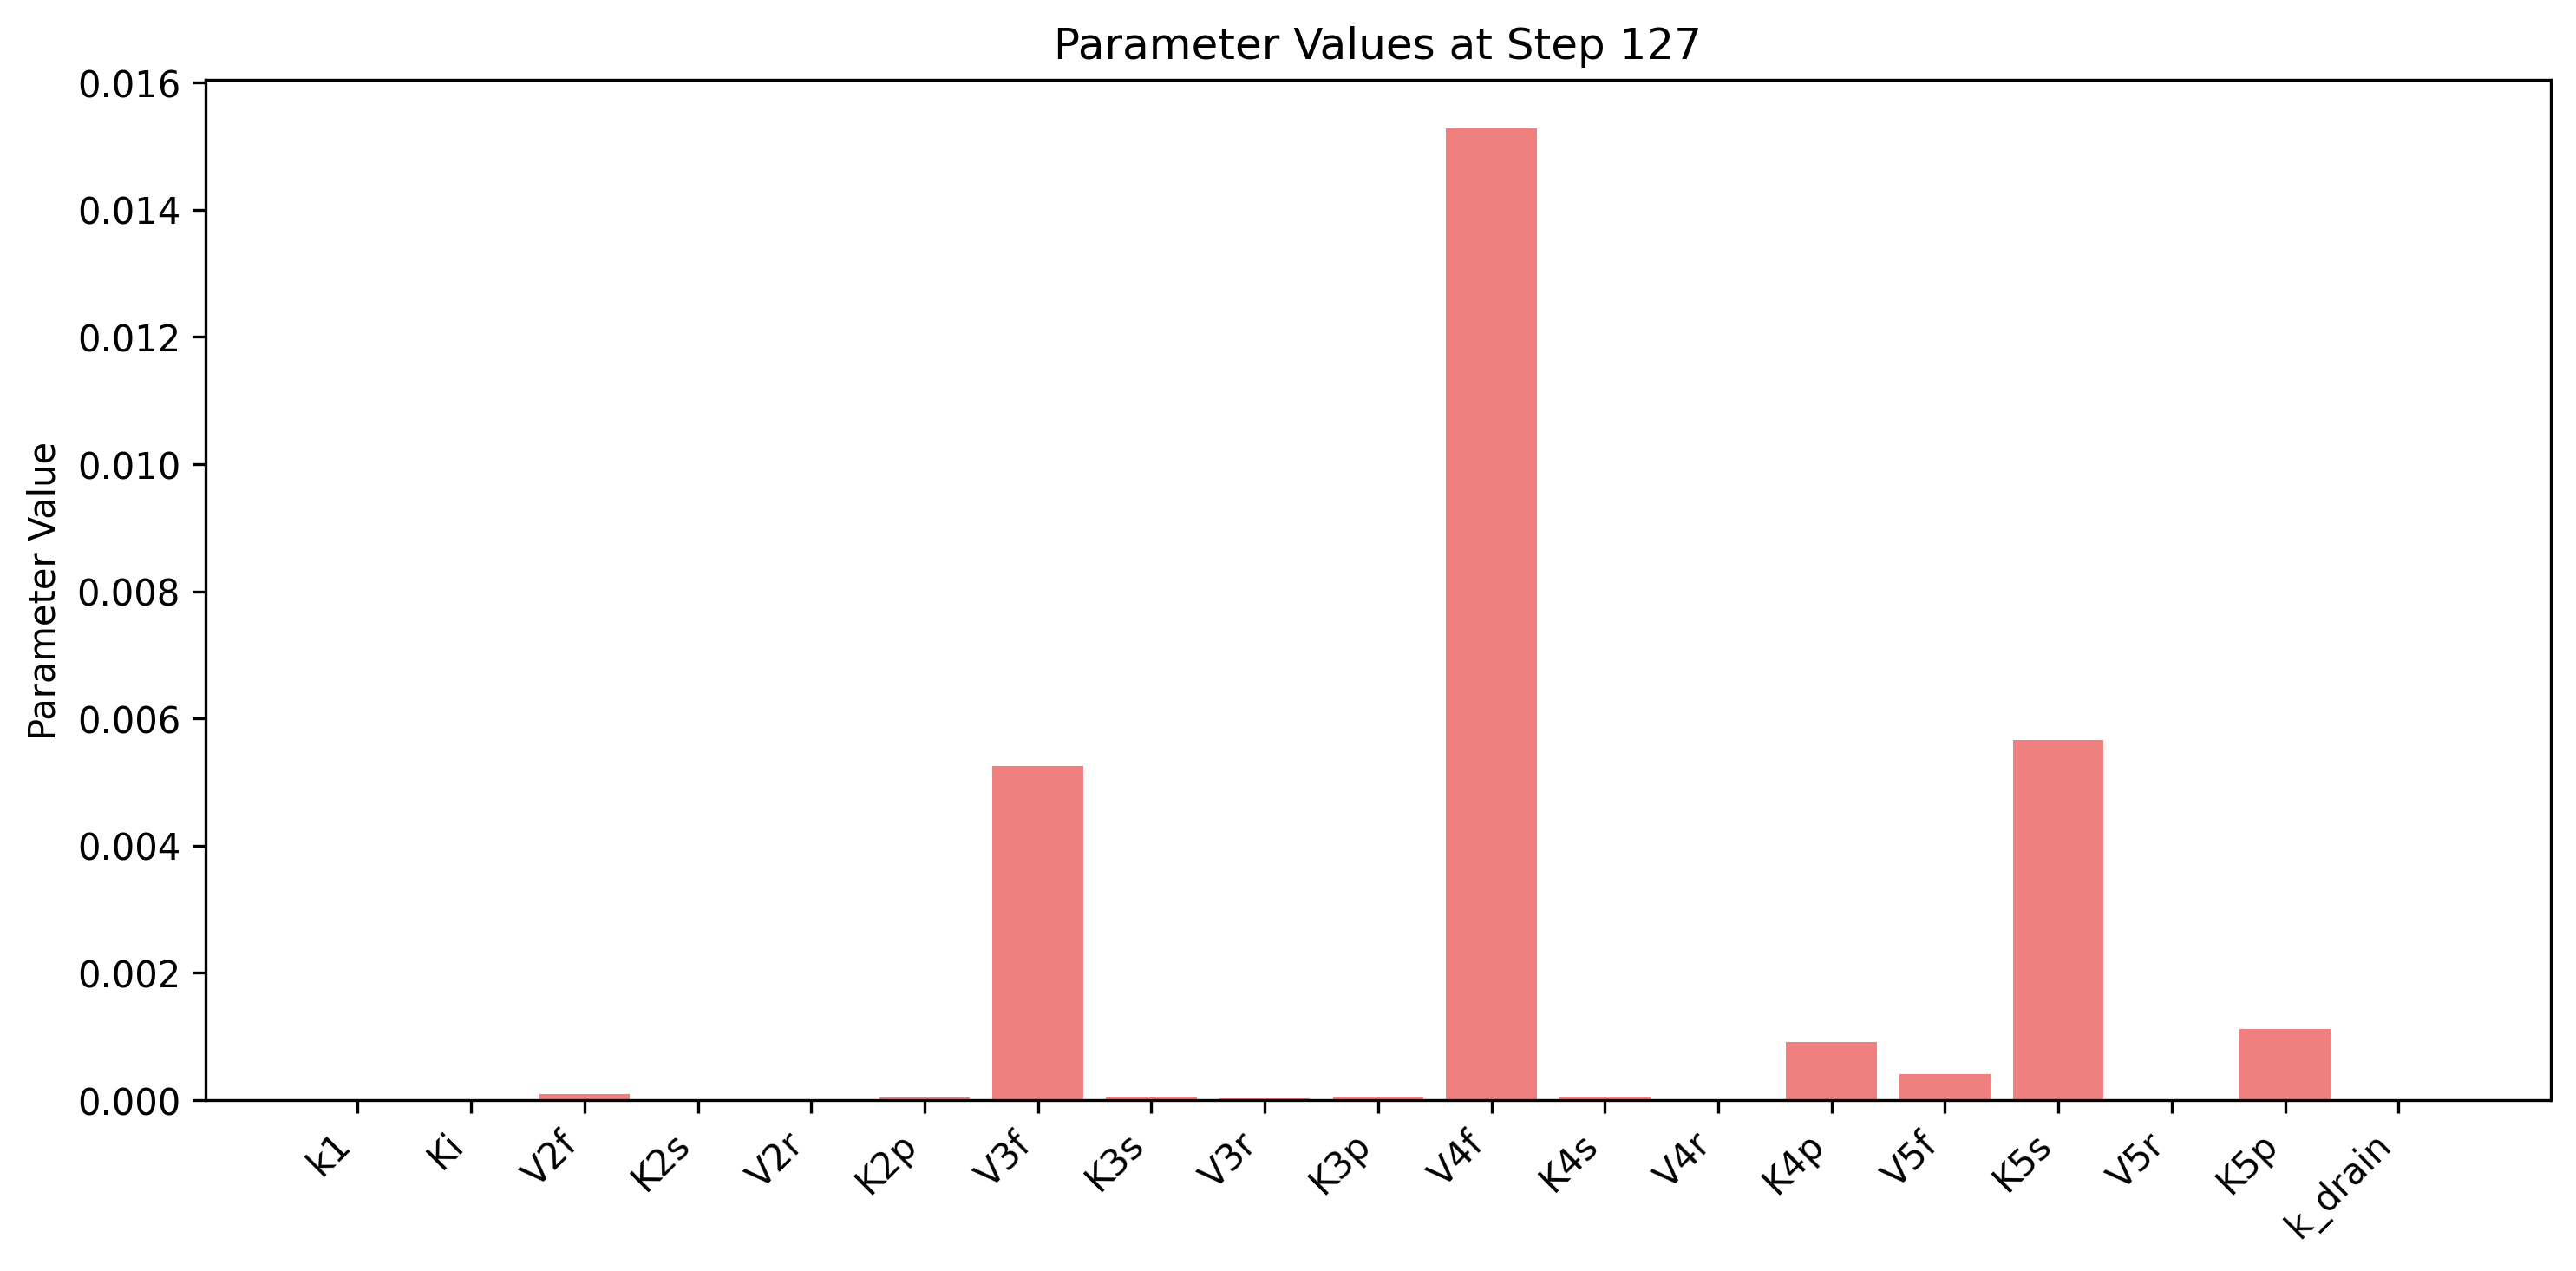 Parameter Values at Step 127
Parameter Value
0.016
0.014
0.012
0.010
0.008
0.006
0.004
0.002
0.000
k1
Ki
V2f
K2s
V2r
K2p
V3f
K3s
V3r
K3p
V4f
K4s
V4r
K4p
V5f
K5s
V5r
K5p
k_drain